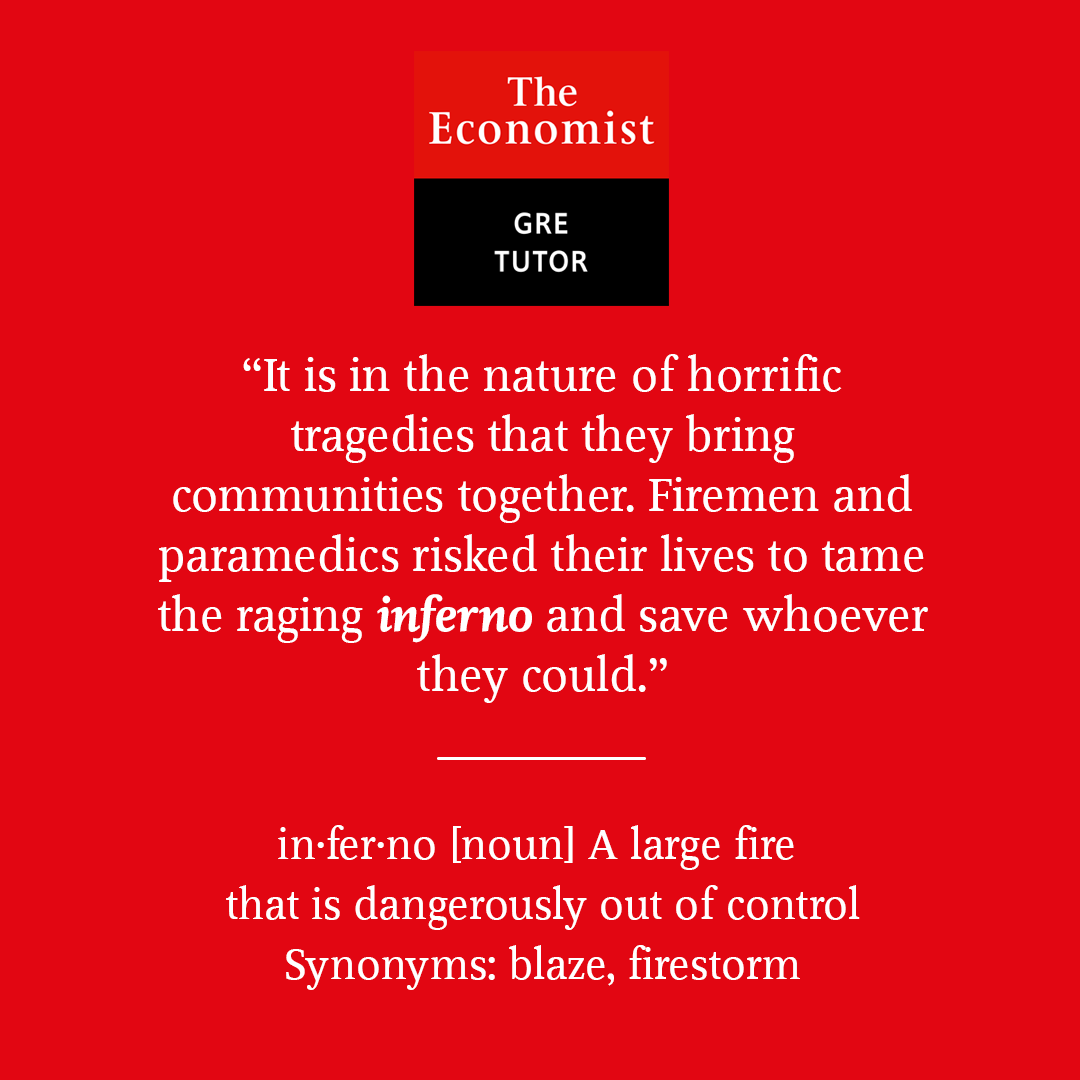 The
Economist
GRE
TUTOR
“It is in the nature of horrific
tragedies that they bring
communities together. Firemen and
paramedics risked their lives to tame
the raging inferno and save whoever
they could.”
in·fer·no [noun] A large fire
that is dangerously out of control
Synonyms: blaze, firestorm